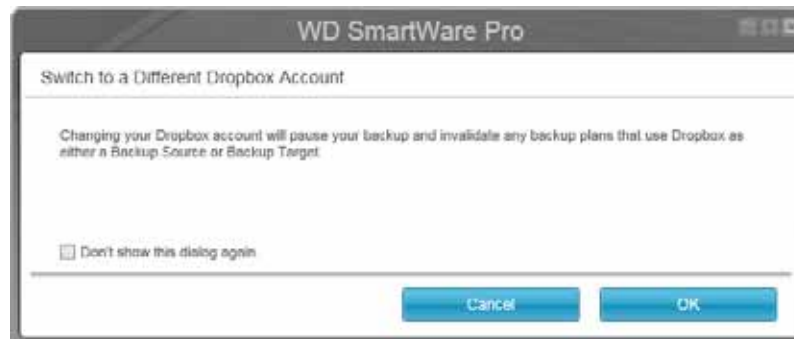 WD SmartWare Pro
Switch to a Different Dropbox Account
Changing your Dropbox account will pause your backup and invalidate any backup plans that use Dropbox as
either a Backup Source or Backup Target
Don't show this dialog again
Cancel
OK